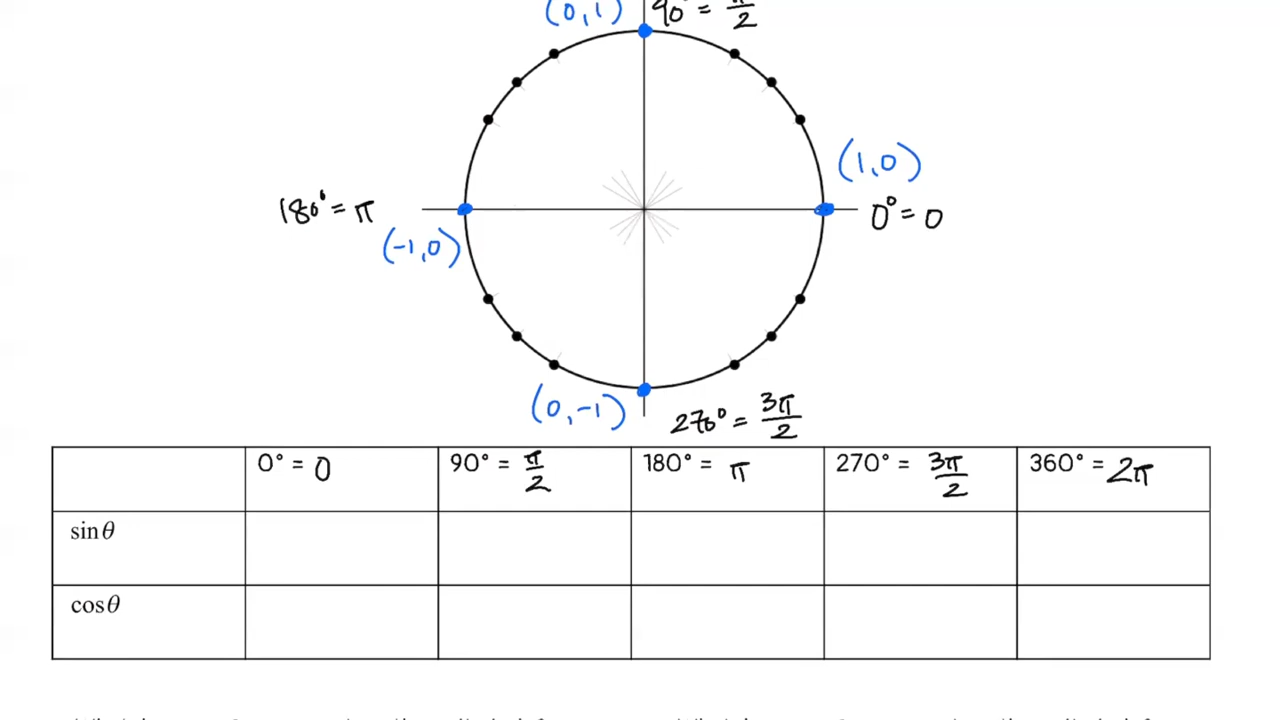 (0,1) 90° = π/2
(1,0)
180° = π
0° = 0
(-1,0)
(0,-1)
270° = 3π/2
0° = 0 90° = π/2 180° = π 270° = 3π/2 360° = 2π
sinθ
cosθ